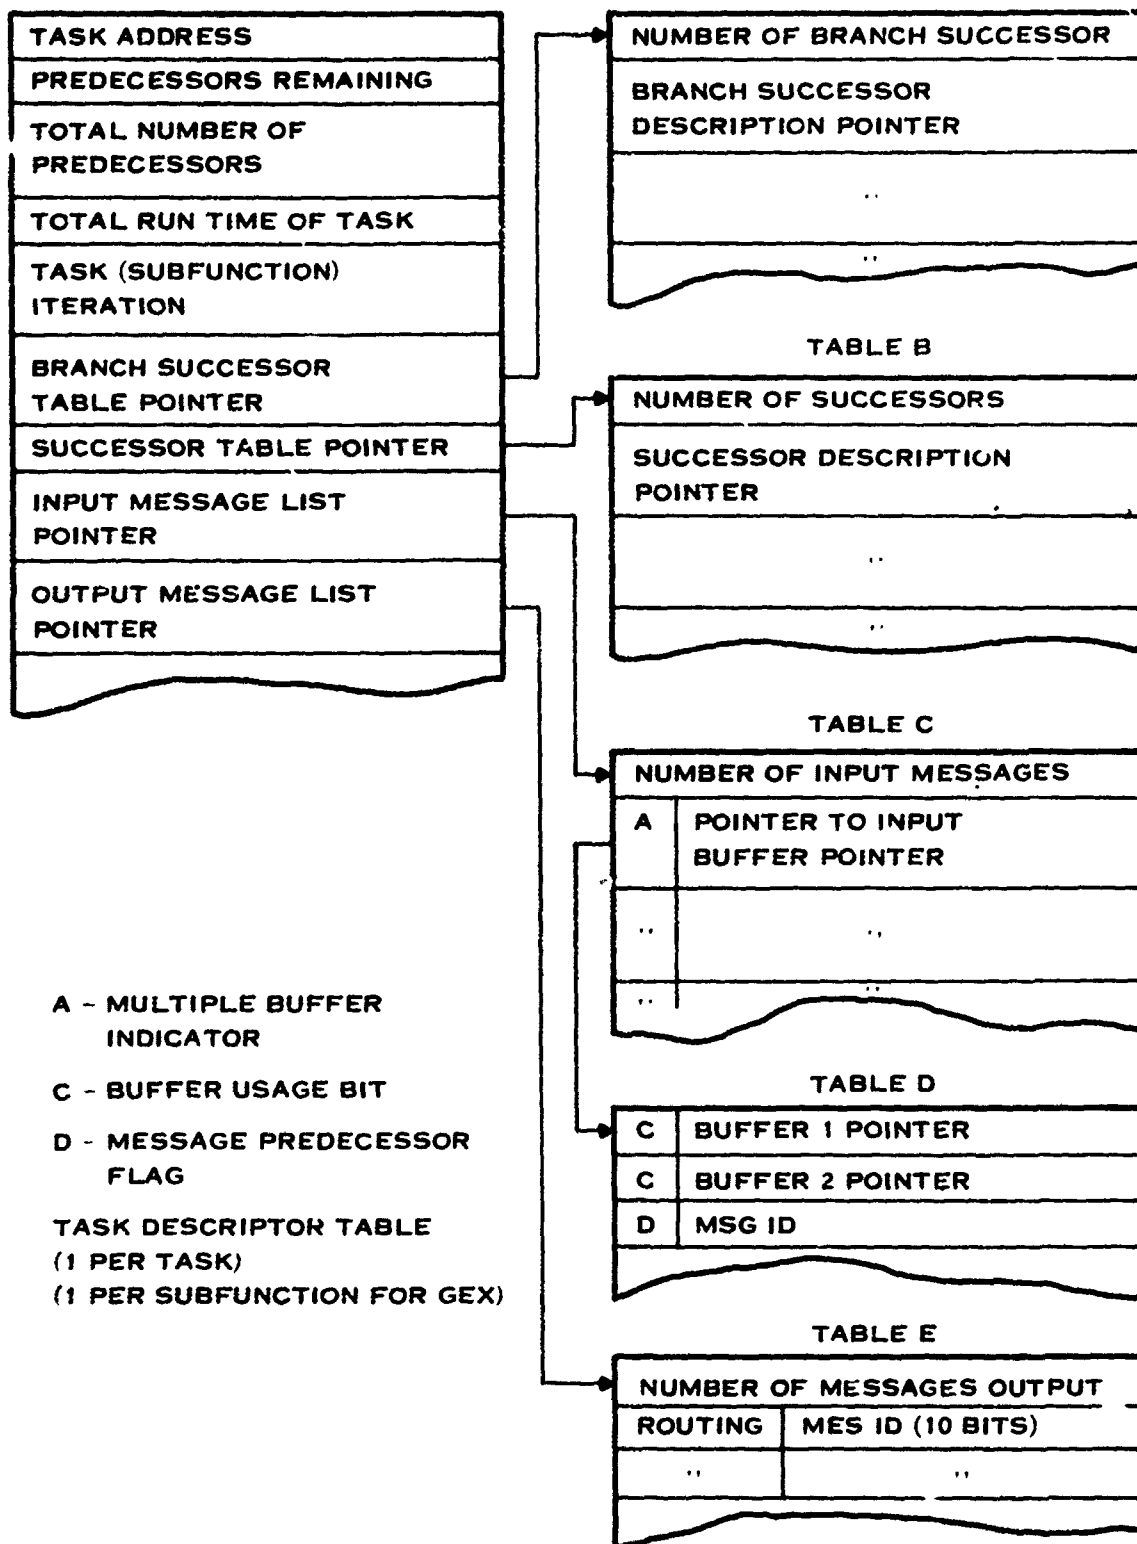 TASK ADDRESS
PREDECESSORS REMAINING
TOTAL NUMBER OF
PREDECESSORS
TOTAL RUN TIME OF TASK
TASK (SUBFUNCTION)
ITERATION
BRANCH SUCCESSOR
TABLE POINTER
SUCCESSOR TABLE POINTER
INPUT MESSAGE LIST
POINTER
OUTPUT MESSAGE LIST
POINTER
A - MULTIPLE BUFFER
INDICATOR
C - BUFFER USAGE BIT
D - MESSAGE PREDECESSOR
FLAG
TASK DESCRIPTOR TABLE
(1 PER TASK)
(1 PER SUBFUNCTION FOR GEX)
NUMBER OF BRANCH SUCCESSOR
BRANCH SUCCESSOR
DESCRIPTION POINTER
''
''
TABLE B
NUMBER OF SUCCESSORS
SUCCESSOR DESCRIPTION
POINTER
''
''
TABLE C
NUMBER OF INPUT MESSAGES
A POINTER TO INPUT
BUFFER POINTER
'' ''
'' ''
TABLE D
C BUFFER 1 POINTER
C BUFFER 2 POINTER
D MSG ID
TABLE E
NUMBER OF MESSAGES OUTPUT
ROUTING MES ID (10 BITS)
'' ''